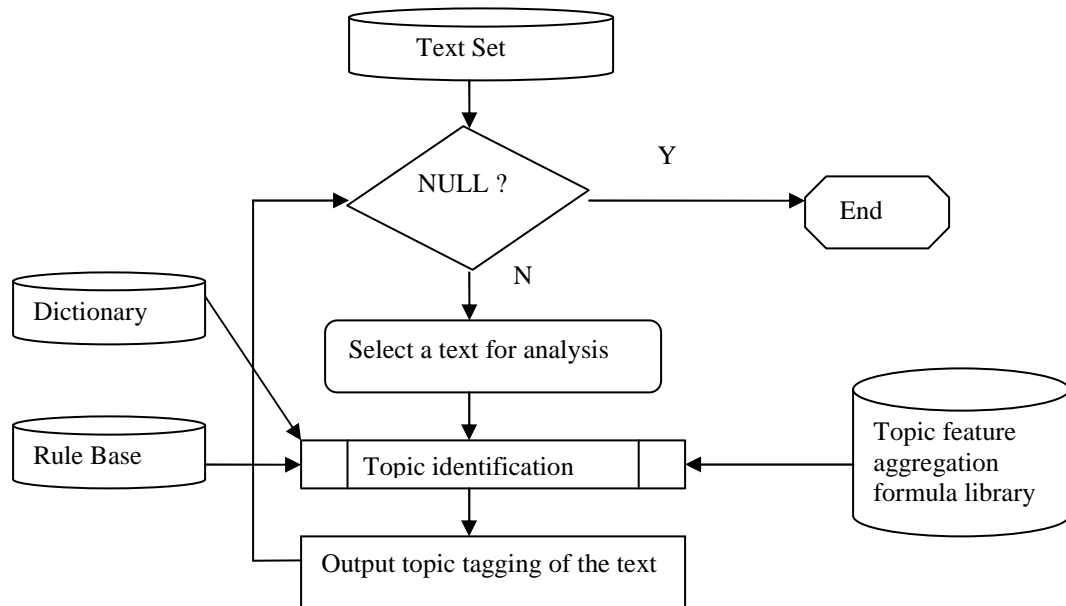 Text Set
NULL ?
Y
End
N
Dictionary
Select a text for analysis
Rule Base
Topic identification
Topic feature
aggregation
formula library
Output topic tagging of the text